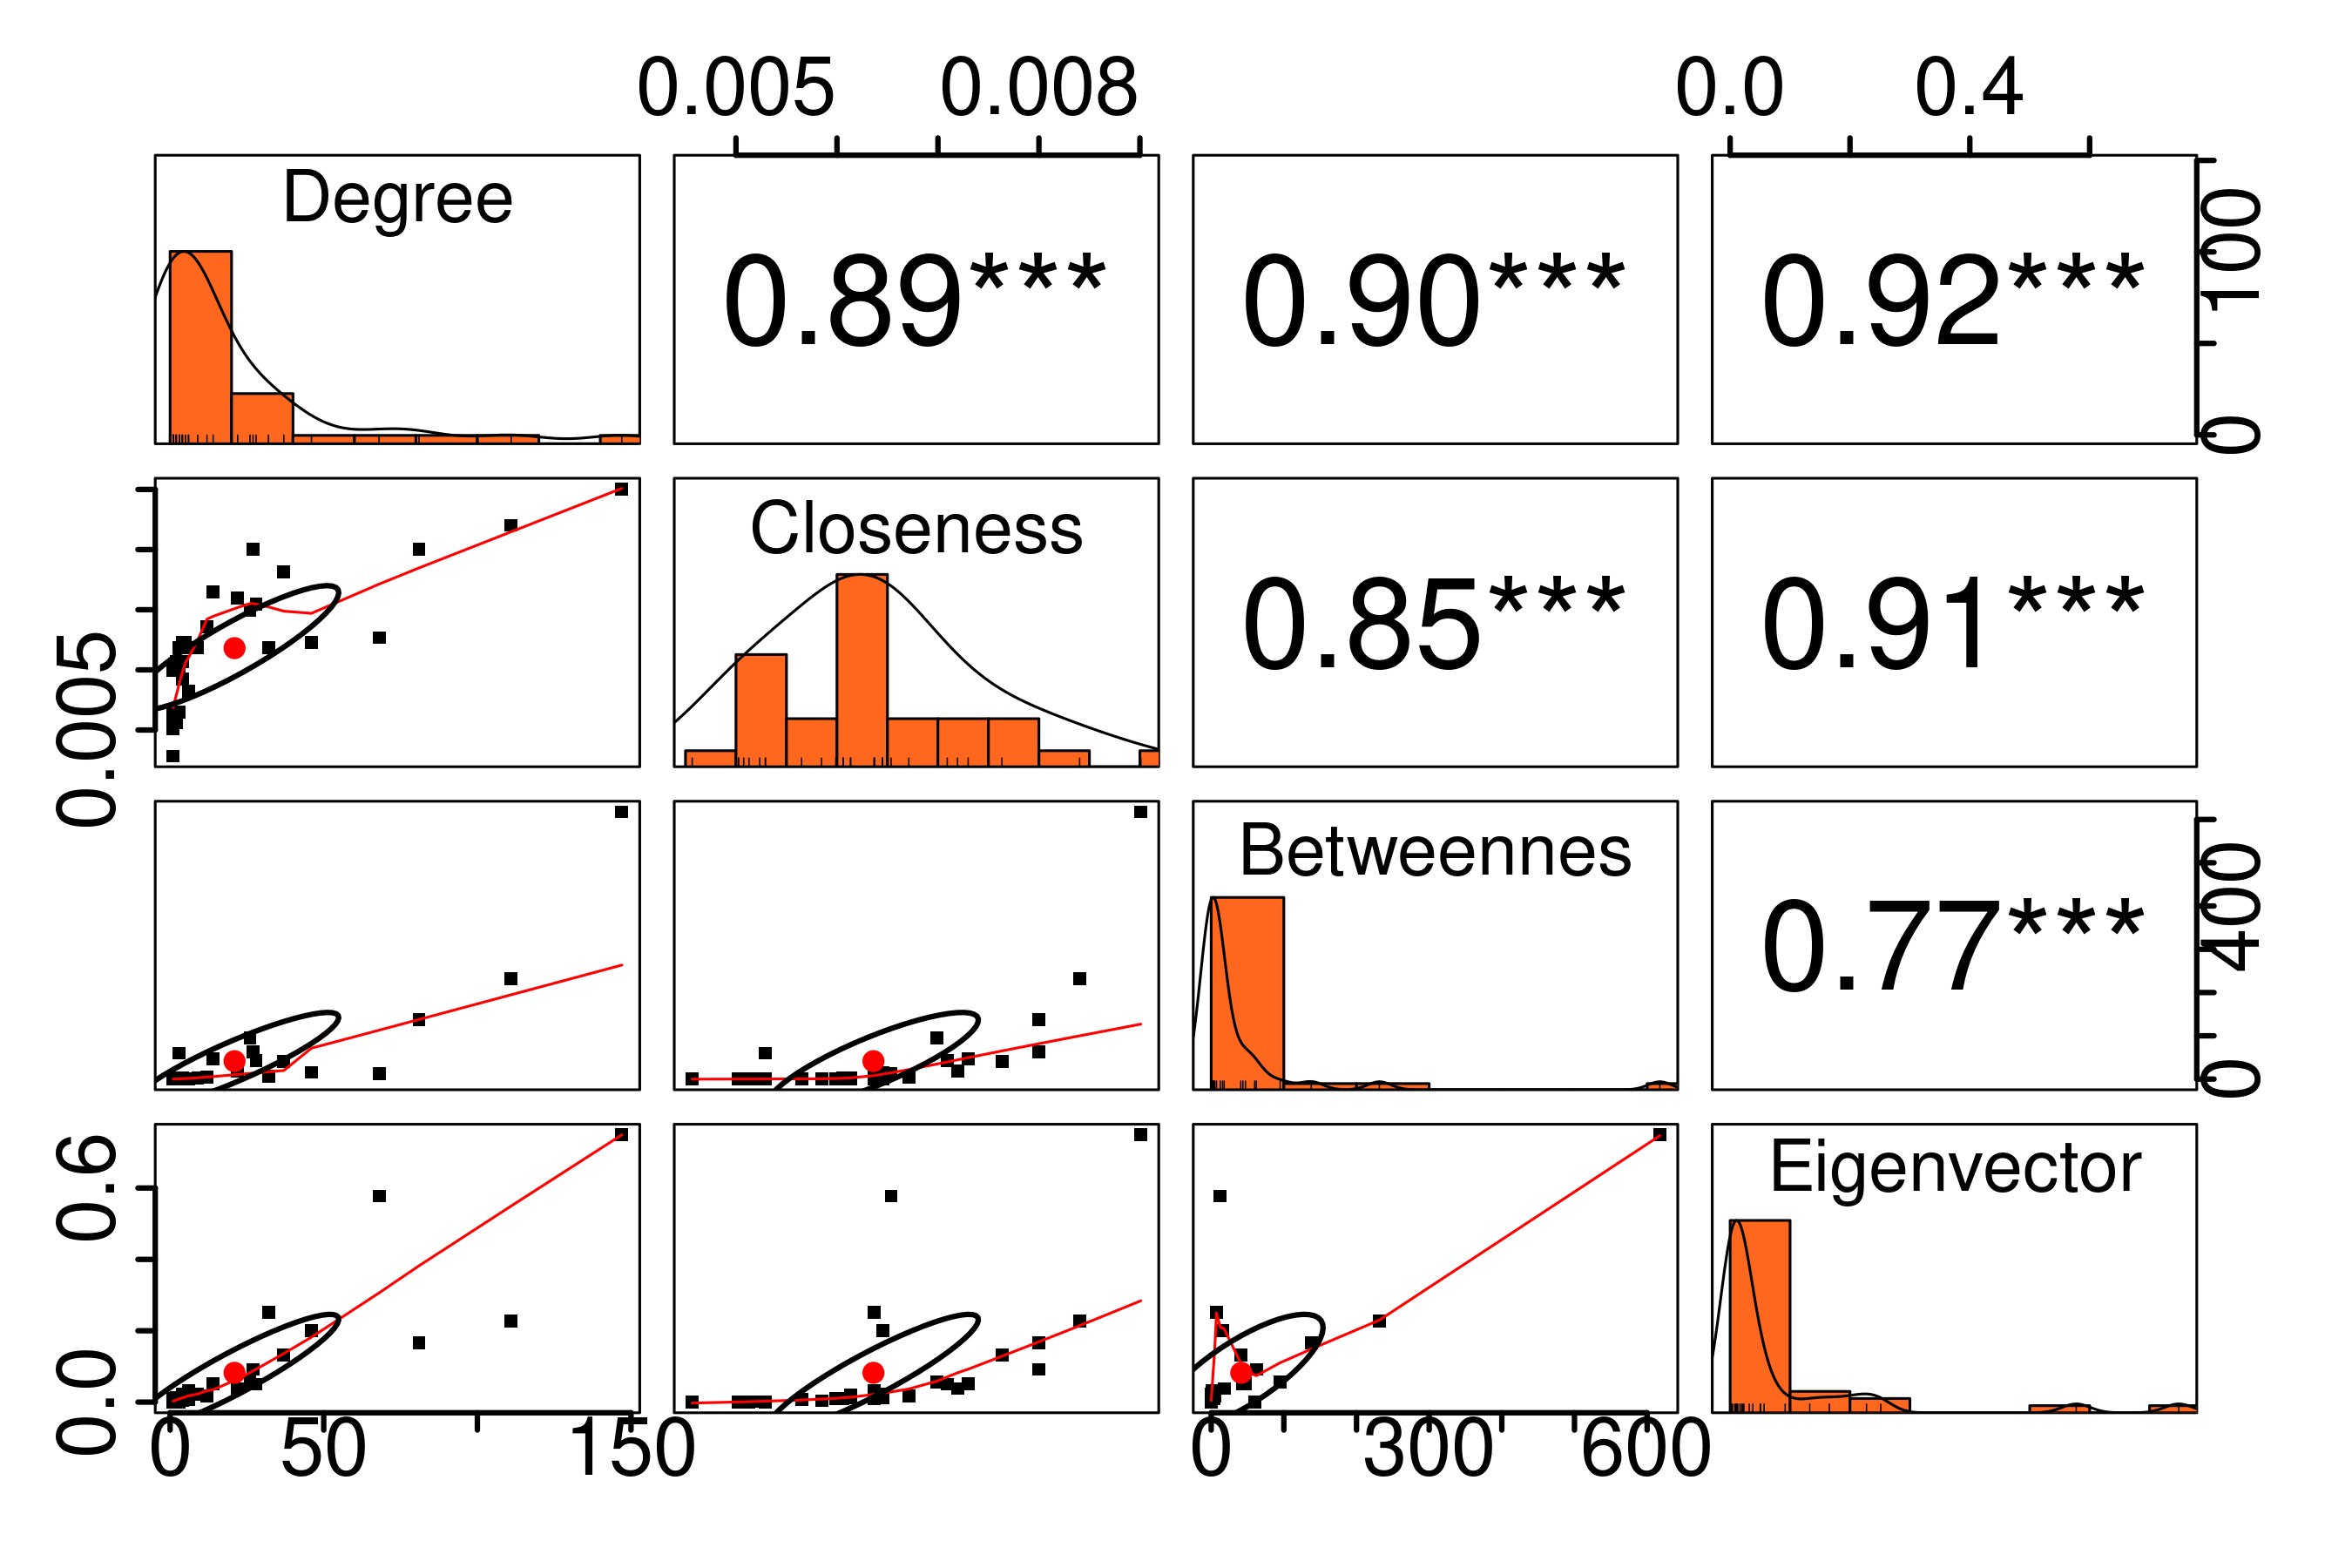 0.005 0.008 0.0 0.4
Degree 0.89*** 0.90*** 0.92*** 0 100
0.005 Closeness 0.85*** 0.91***
Betweennes 0.77*** 0 400
0.0 0.6 Eigenvector
0 50 150 0 300 600